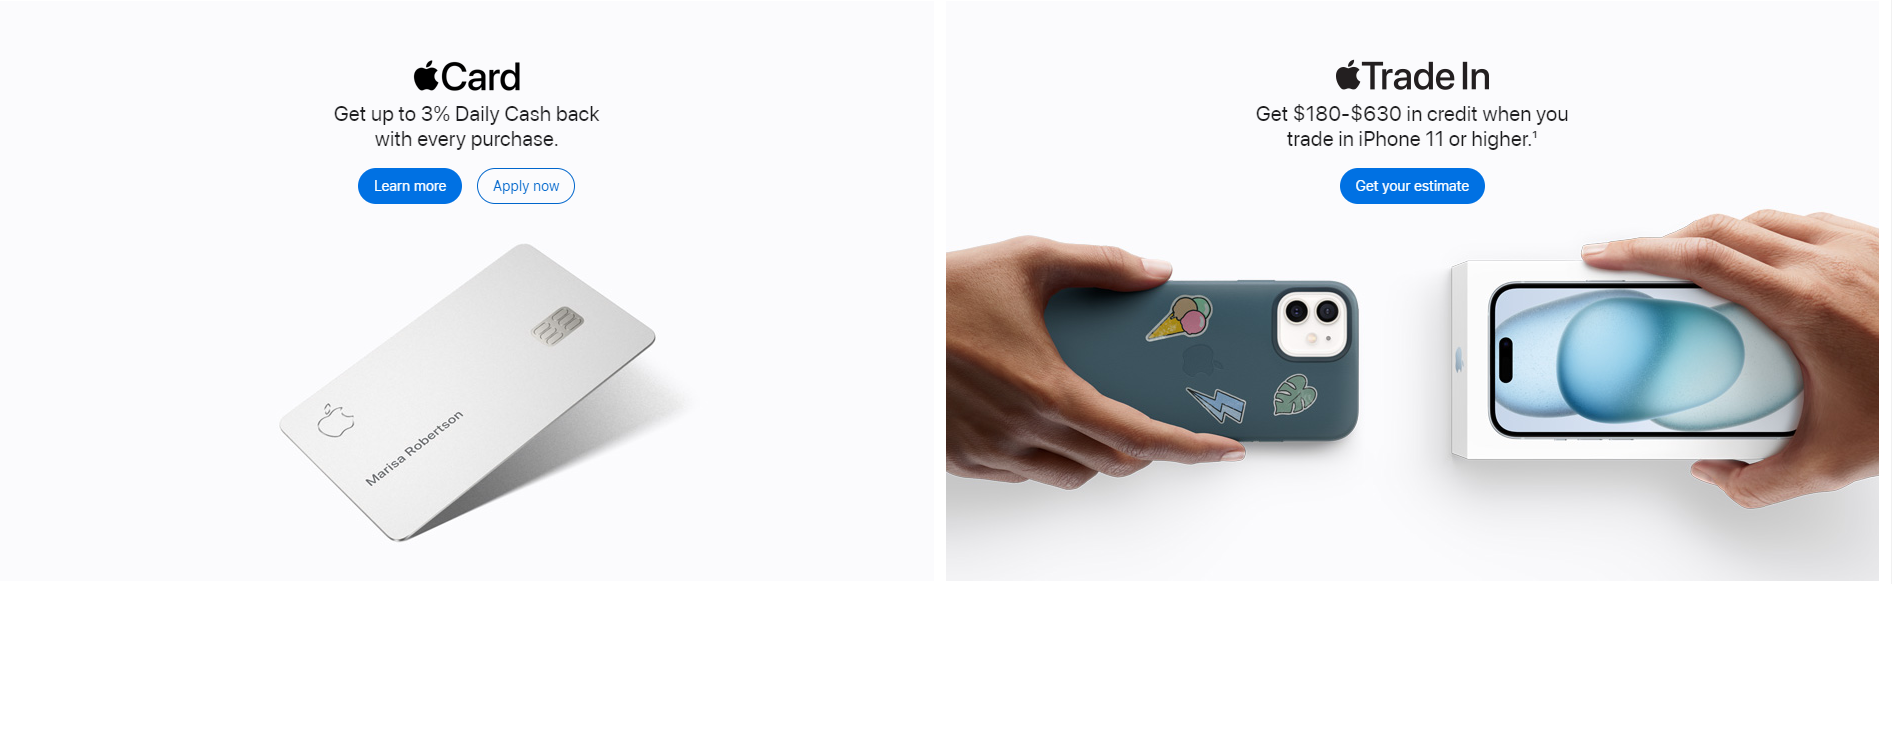 Card
Get up to 3% Daily Cash back
with every purchase.
Learn more
Apply now
Marisa Robertson
Trade In
Get $180-$630 in credit when you
trade in iPhone 11 or higher.¹
Get your estimate